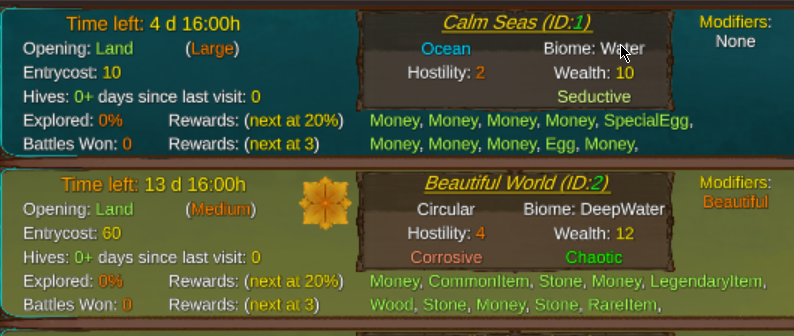 Time left: 4 d 16:00h
Calm Seas (ID:1)
Modifiers:
Opening: Land (Large)
Ocean
Biome: Water
None
Entrycost: 10
Hostility: 2
Wealth: 10
Hives: 0+ days since last visit: 0
Seductive
Explored: 0% Rewards: (next at 20%) Money, Money, Money, Money, SpecialEgg,
Battles Won: 0 Rewards: (next at 3) Money, Money, Money, Egg, Money,
Time left: 13 d 16:00h
Beautiful World (ID:2)
Modifiers:
Opening: Land (Medium)
Circular
Biome: DeepWater
Beautiful
Entrycost: 60
Hostility: 4
Wealth: 12
Hives: 0+ days since last visit: 0
Corrosive
Chaotic
Explored: 0% Rewards: (next at 20%) Money, CommonItem, Stone, Money, LegendaryItem,
Battles Won: 0 Rewards: (next at 3) Wood, Stone, Money, Stone, RareItem,